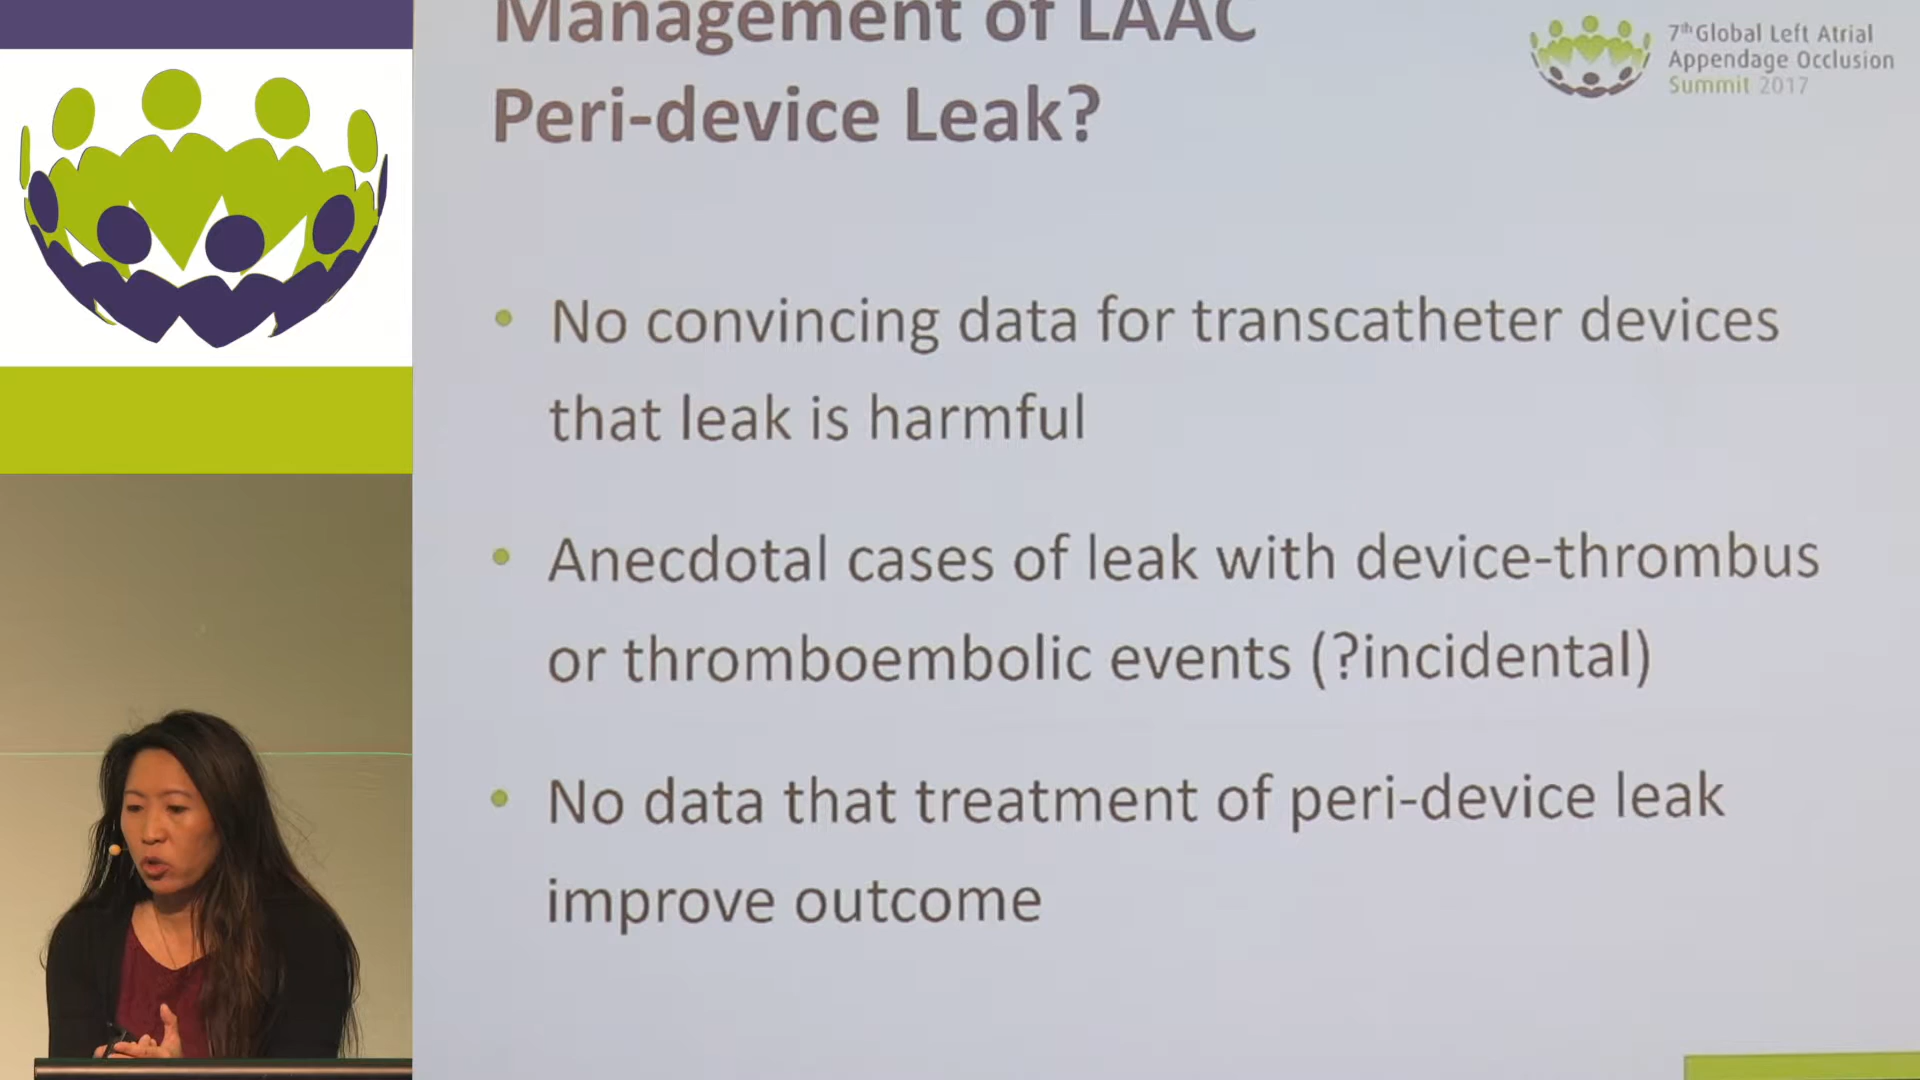 Management of LAAC
Peri-device Leak?
7th Global Left Atrial
Appendage Occlusion
Summit 2017
• No convincing data for transcatheter devices
that leak is harmful
• Anecdotal cases of leak with device-thrombus
or thromboembolic events (?incidental)
• No data that treatment of peri-device leak
improve outcome